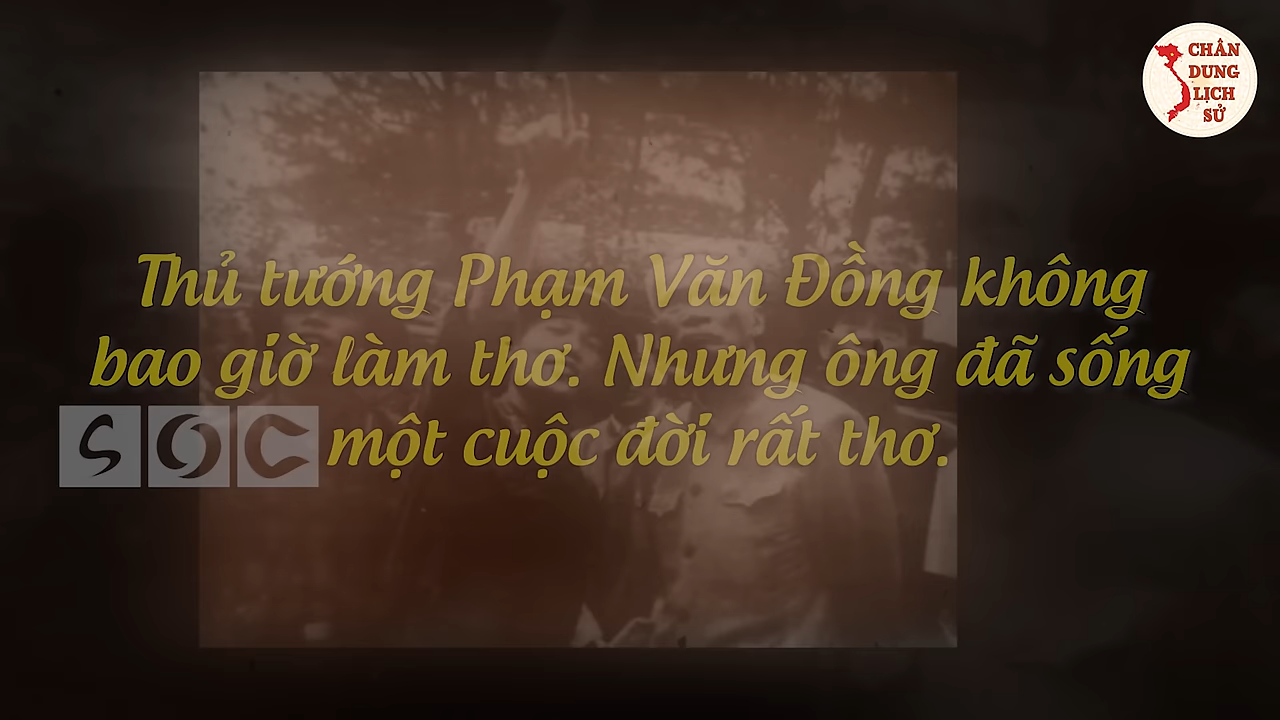 CHÂN
DUNG
LỊCH
SỬ
Thủ tướng Phạm Văn Đồng không
bao giờ làm thơ. Nhưng ông đã sống
một cuộc đời rất thơ.
SOC